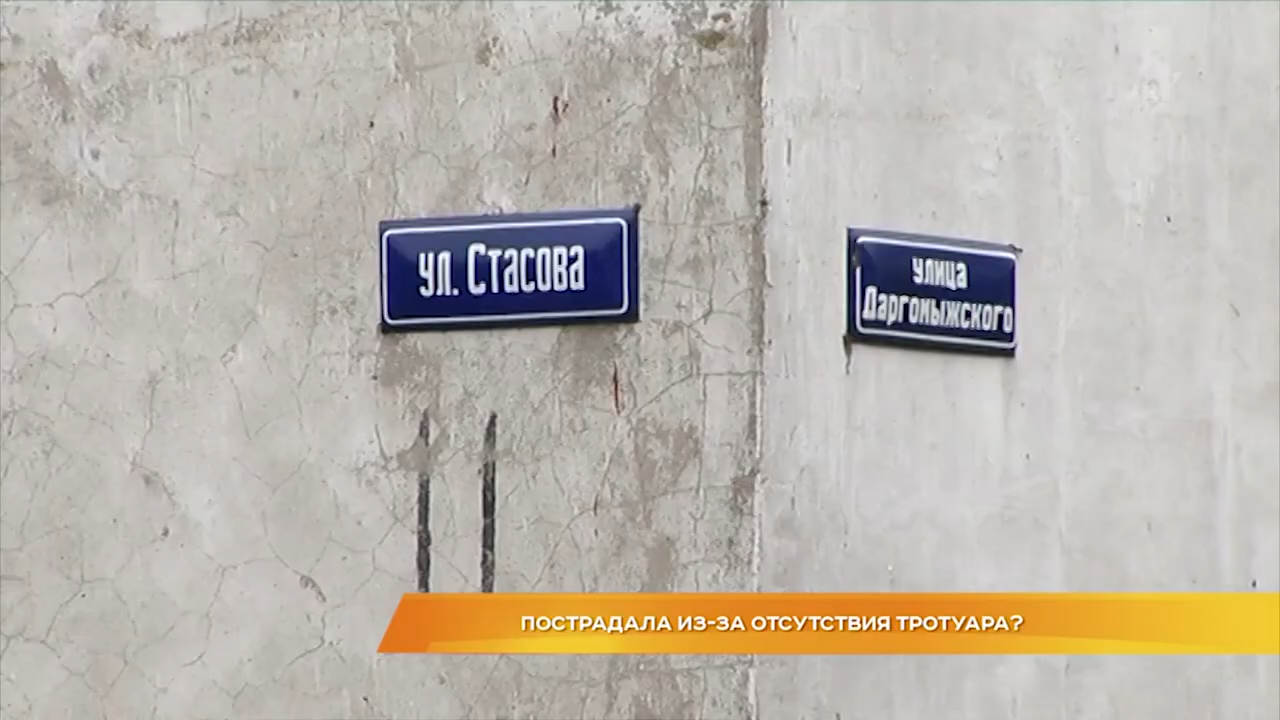 ул. Стасова
улица
Даргомыжского
ПОСТРАДАЛА ИЗ-ЗА ОТСУТСТВИЯ ТРОТУАРА?